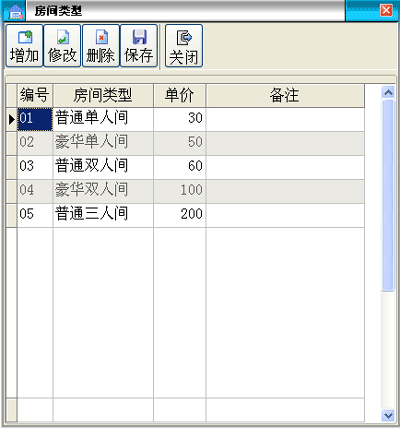 房间类型
增加 修改 删除 保存 关闭
编号 房间类型 单价 备注
01 普通单人间 30
02 豪华单人间 50
03 普通双人间 60
04 豪华双人间 100
05 普通三人间 200